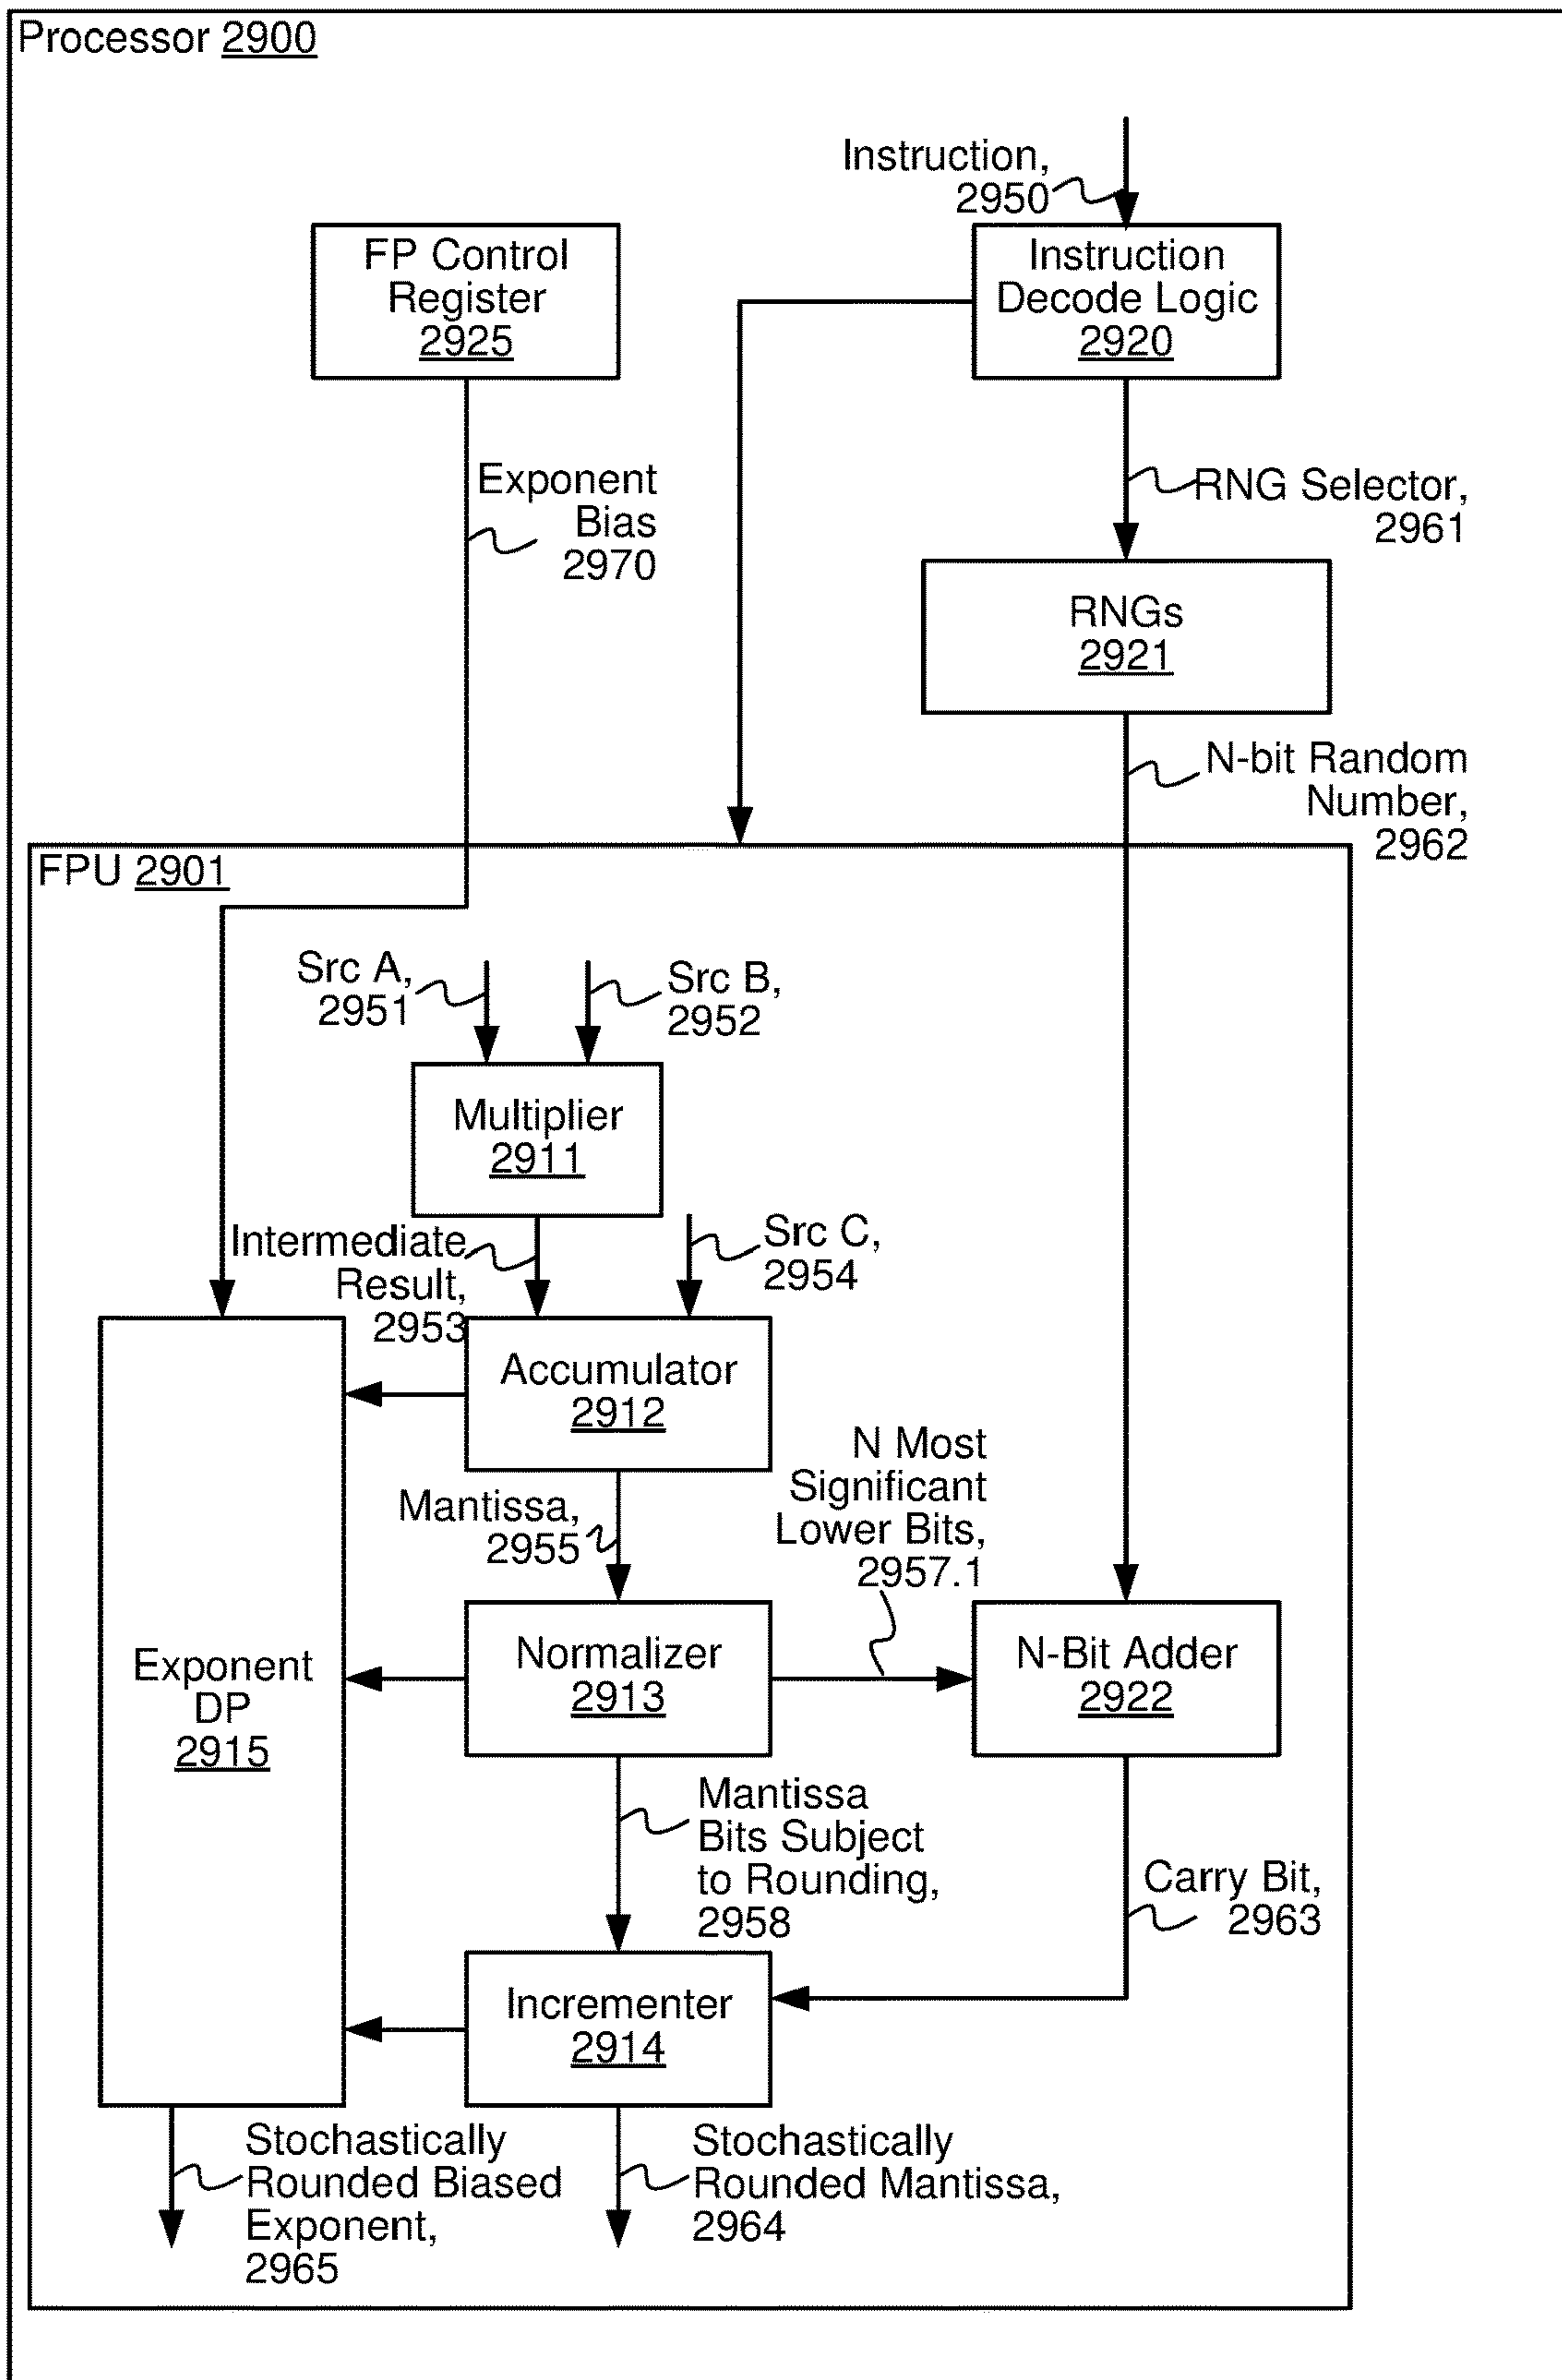 Processor 2900
Instruction,
2950
FP Control
Register
2925
Instruction
Decode Logic
2920
Exponent
Bias
2970
RNG Selector,
2961
RNGs
2921
N-bit Random
Number,
2962
FPU 2901
Src A,
2951
Src B,
2952
Multiplier
2911
Intermediate
Result,
2953
Src C,
2954
Accumulator
2912
Mantissa,
2955
N Most
Significant
Lower Bits,
2957.1
Exponent
DP
2915
Normalizer
2913
N-Bit Adder
2922
Mantissa
Bits Subject
to Rounding,
2958
Carry Bit,
2963
Incrementer
2914
Stochastically
Rounded Biased
Exponent,
2965
Stochastically
Rounded Mantissa,
2964